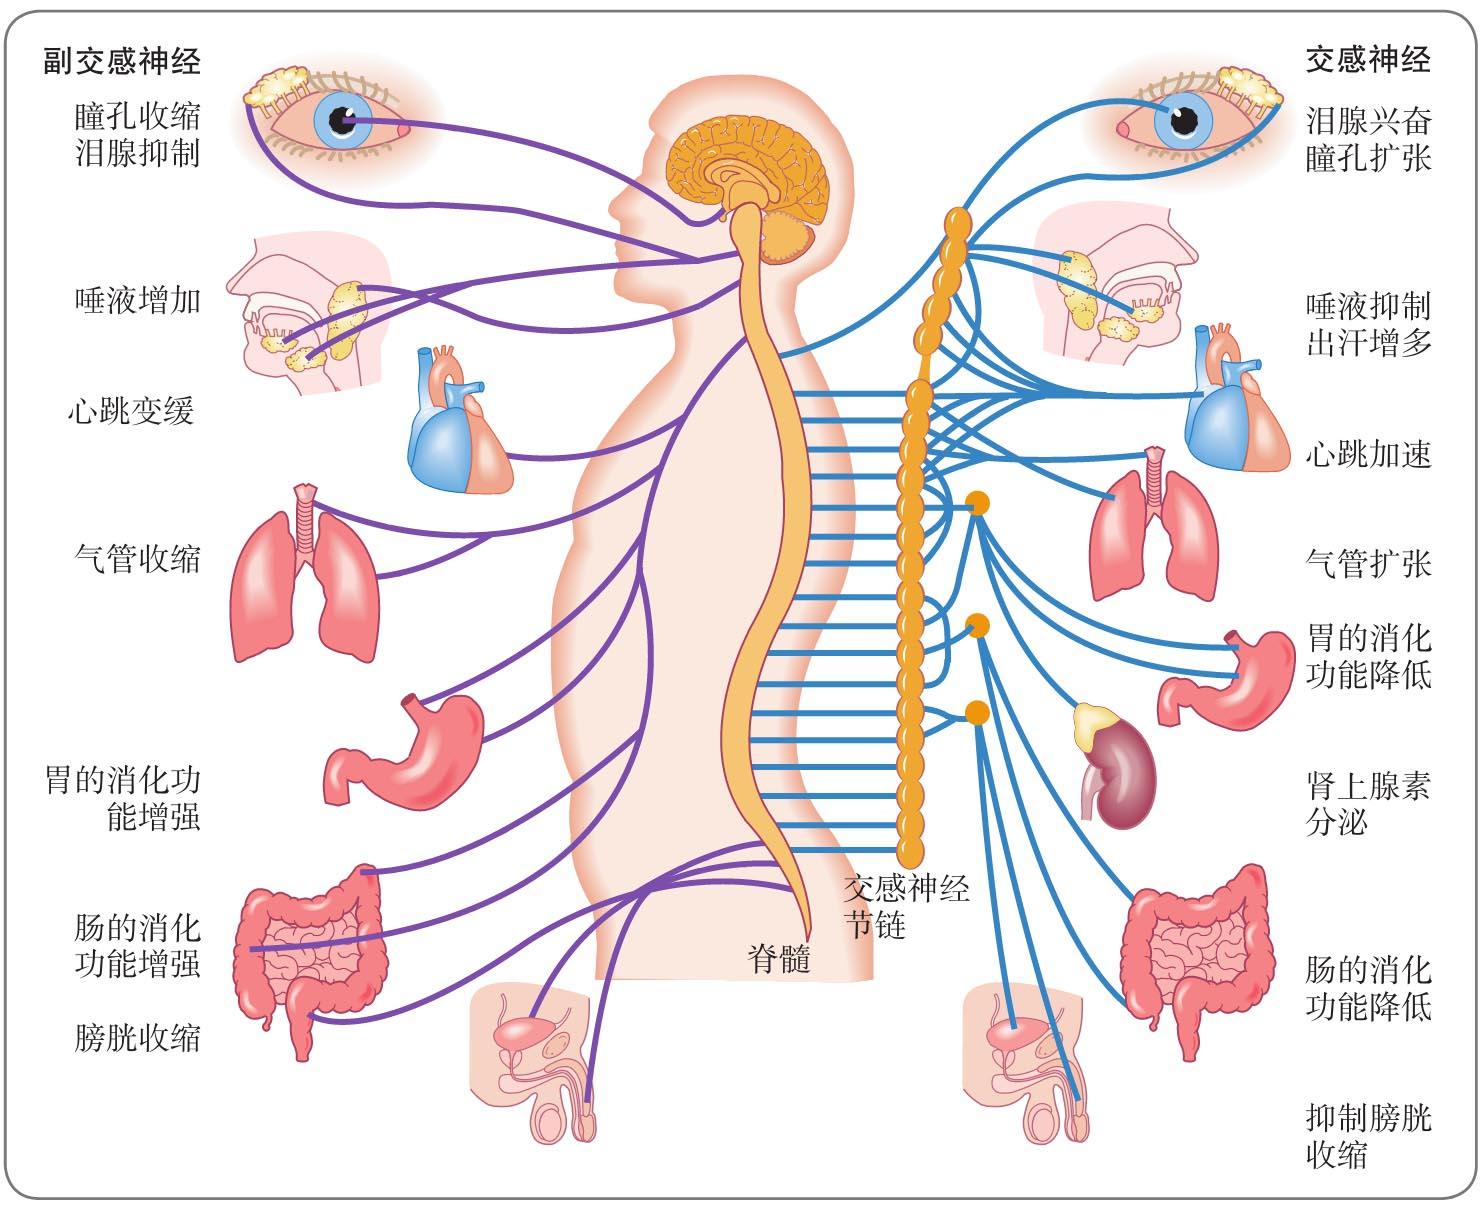 副交感神经
瞳孔收缩
泪腺抑制
唾液增加
心跳变缓
气管收缩
胃的消化功
能增强
肠的消化
功能增强
膀胱收缩
脊髓
交感神经
节链
交感神经
泪腺兴奋
瞳孔扩张
唾液抑制
出汗增多
心跳加速
气管扩张
胃的消化
功能降低
肾上腺素
分泌
肠的消化
功能降低
抑制膀胱
收缩